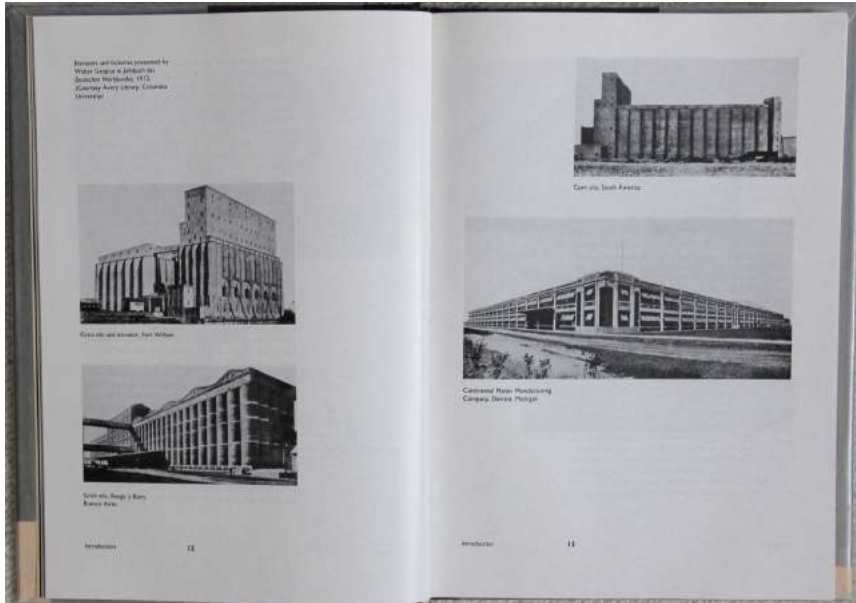 Elevators and factories presented by
Walter Gropius in Jahrbuch des
Deutschen Werkbundes, 1913.
(Courtesy Avery Library, Columbia
University)
Grain silo and elevator, Fort William
Grain silo, Bunge y Born,
Buenos Aires
Introduction 12
Corn silo, South America
Continental Motor Manufacturing
Company, Detroit, Michigan
Introduction 13